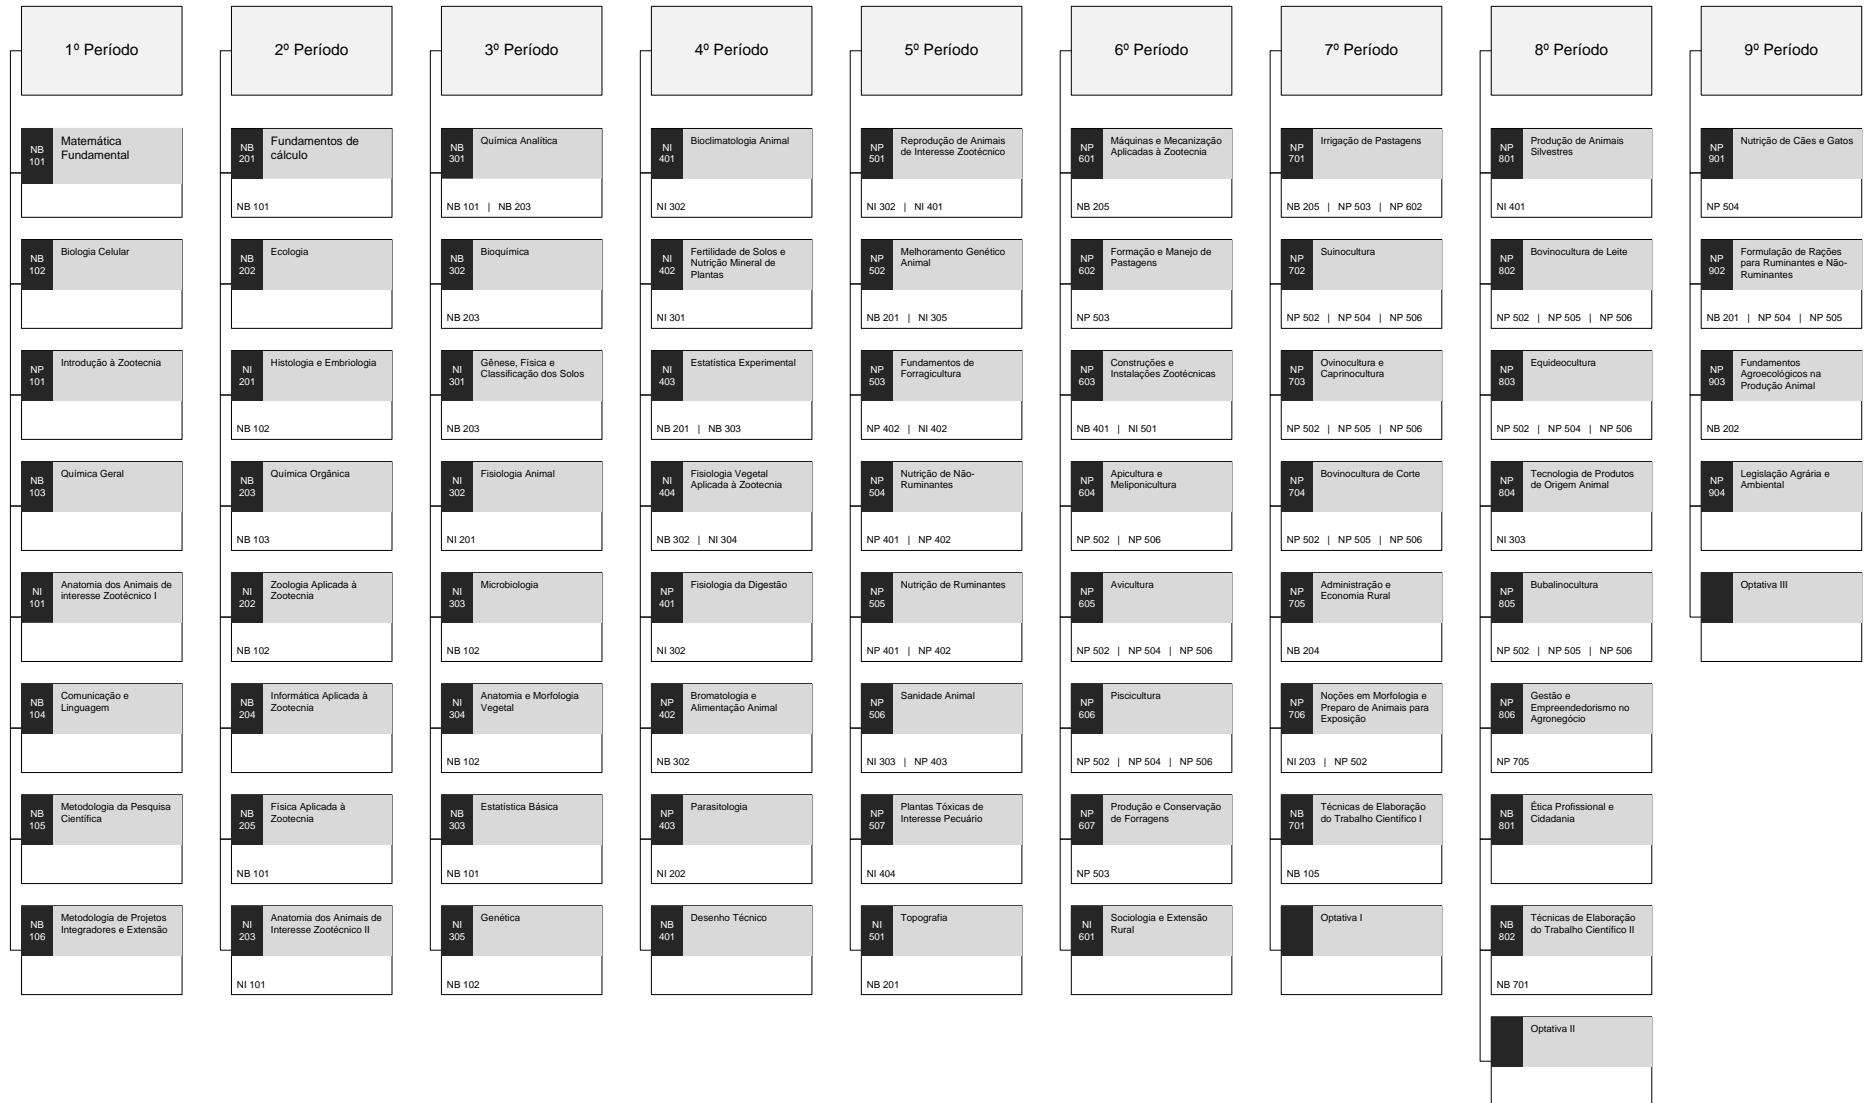 1º Período
NB
101
Matemática
Fundamental
NB
102
Biologia Celular
NP
101
Introdução à Zootecnia
NB
103
Química Geral
NI
101
Anatomia dos Animais de
interesse Zootécnico I
NB
104
Comunicação e
Linguagem
NB
105
Metodologia da Pesquisa
Científica
NB
106
Metodologia de Projetos
Integradores e Extensão
2º Período
NB
201
Fundamentos de
cálculo
NB 101
NB
202
Ecologia
NI
201
Histologia e Embriologia
NB 102
NB
203
Química Orgânica
NB 103
NI
202
Zoologia Aplicada à
Zootecnia
NB 102
NB
204
Informática Aplicada à
Zootecnia
NB
205
Física Aplicada à
Zootecnia
NB 101
NI
203
Anatomia dos Animais de
Interesse Zootécnico II
NI 101
3º Período
NB
301
Química Analítica
NB 101 | NB 203
NB
302
Bioquímica
NB 203
NI
301
Gênese, Física e
Classificação dos Solos
NB 203
NI
302
Fisiologia Animal
NI 201
NI
303
Microbiologia
NB 102
NI
304
Anatomia e Morfologia
Vegetal
NB 102
NB
303
Estatística Básica
NB 101
NI
305
Genética
NB 102
4º Período
NI
401
Bioclimatologia Animal
NI 302
NI
402
Fertilidade de Solos e
Nutrição Mineral de
Plantas
NI 301
NI
403
Estatística Experimental
NB 201 | NB 303
NI
404
Fisiologia Vegetal
Aplicada à Zootecnia
NB 302 | NI 304
NP
401
Fisiologia da Digestão
NI 302
NP
402
Bromatologia e
Alimentação Animal
NB 302
NP
403
Parasitologia
NI 202
NB
401
Desenho Técnico
5º Período
NP
501
Reprodução de Animais
de Interesse Zootécnico
NI 302 | NI 401
NP
502
Melhoramento Genético
Animal
NB 201 | NI 305
NP
503
Fundamentos de
Forragicultura
NP 402 | NI 402
NP
504
Nutrição de Não-
Ruminantes
NP 401 | NP 402
NP
505
Nutrição de Ruminantes
NP 401 | NP 402
NP
506
Sanidade Animal
NI 303 | NP 403
NP
507
Plantas Tóxicas de
Interesse Pecuário
NI 404
NI
501
Topografia
NB 201
6º Período
NP
601
Máquinas e Mecanização
Aplicadas à Zootecnia
NB 205
NP
602
Formação e Manejo de
Pastagens
NP 503
NP
603
Construções e
Instalações Zootécnicas
NB 401 | NI 501
NP
604
Apicultura e
Meliponicultura
NP 502 | NP 506
NP
605
Avicultura
NP 502 | NP 504 | NP 506
NP
606
Piscicultura
NP 502 | NP 504 | NP 506
NP
607
Produção e Conservação
de Forragens
NP 503
NI
601
Sociologia e Extensão
Rural
7º Período
NP
701
Irrigação de Pastagens
NB 205 | NP 503 | NP 602
NP
702
Suinocultura
NP 502 | NP 504 | NP 506
NP
703
Ovinocultura e
Caprinocultura
NP 502 | NP 505 | NP 506
NP
704
Bovinocultura de Corte
NP 502 | NP 505 | NP 506
NP
705
Administração e
Economia Rural
NB 204
NP
706
Noções em Morfologia e
Preparo de Animais para
Exposição
NI 203 | NP 502
NB
701
Técnicas de Elaboração
do Trabalho Científico I
NB 105
Optativa I
8º Período
NP
801
Produção de Animais
Silvestres
NI 401
NP
802
Bovinocultura de Leite
NP 502 | NP 505 | NP 506
NP
803
Equideocultura
NP 502 | NP 504 | NP 506
NP
804
Tecnologia de Produtos
de Origem Animal
NI 303
NP
805
Bubalinocultura
NP 502 | NP 505 | NP 506
NP
806
Gestão e
Empreendedorismo no
Agronegócio
NP 705
NB
801
Ética Profissional e
Cidadania
NB
802
Técnicas de Elaboração
do Trabalho Científico II
NB 701
Optativa II
9º Período
NP
901
Nutrição de Cães e Gatos
NP 504
NP
902
Formulação de Rações
para Ruminantes e Não-
Ruminantes
NB 201 | NP 504 | NP 505
NP
903
Fundamentos
Agroecológicos na
Produção Animal
NB 202
NP
904
Legislação Agrária e
Ambiental
Optativa III